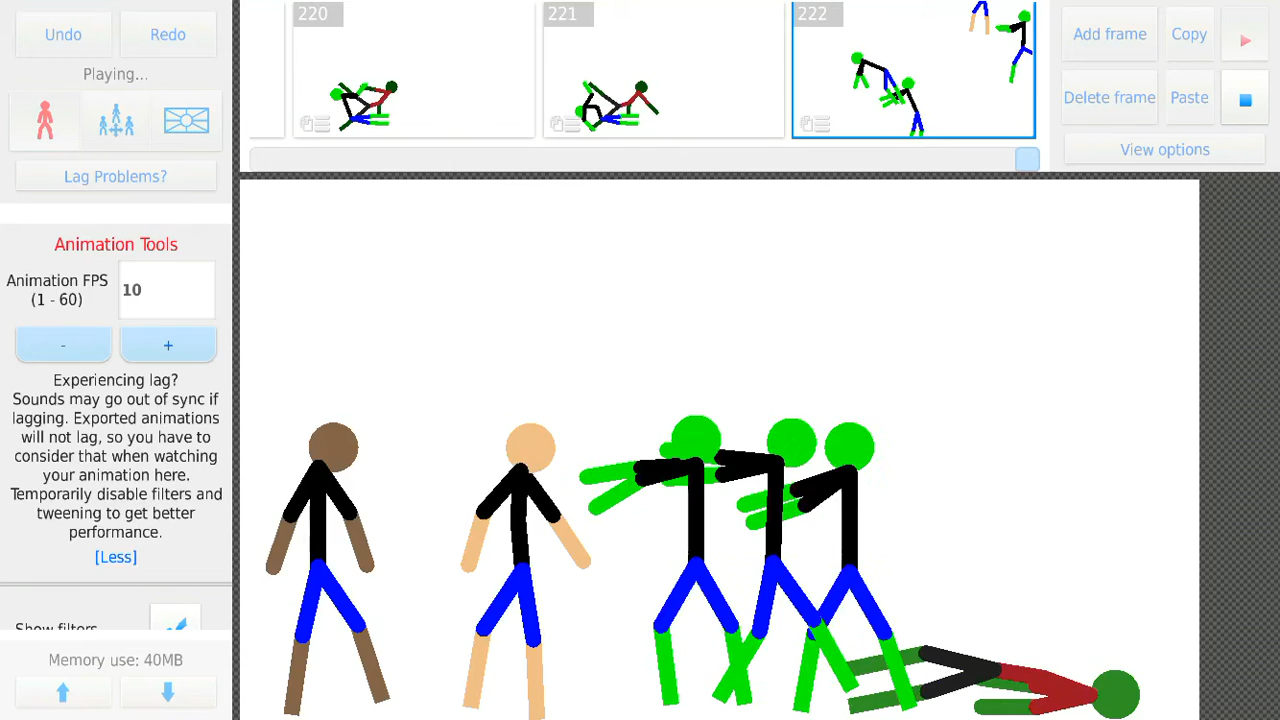 Undo
Redo
Playing...
Lag Problems?
220
221
222
Add frame
Copy
Delete frame
Paste
View options
Animation Tools
Animation FPS
(1 - 60)
10
-
+
Experiencing lag?
Sounds may go out of sync if
lagging. Exported animations
will not lag, so you have to
consider that when watching
your animation here.
Temporarily disable filters and
tweening to get better
performance.
[Less]
Show filters
Memory use: 40MB